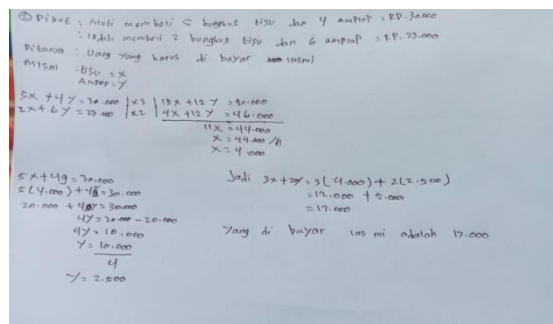 ① Diket : Muti membeli 5 bungkus tisu dan 4 amplop = RP. 30.000
: Indah membeli 2 bungkus tisu dan 6 amplop = RP. 23.000
Ditanya : Uang yang harus di bayar lasmi
Misal : tisu = x
Amplop = y
5x + 4y = 30.000 | x3 | 15x + 12y = 90.000
2x + 6y = 23.000 | x2 | 4x + 12y = 46.000
11x = 44.000
x = 44.000 / 11
x = 4.000
5x + 4y = 30.000
5(4.000) + 4y = 30.000
20.000 + 4y = 30.000
4y = 30.000 - 20.000
4y = 10.000
y = 10.000
4
y = 2.500
Jadi 3x + 2y = 3(4.000) + 2(2.500)
= 12.000 + 5.000
= 17.000
Yang di bayar las mi adalah 17.000